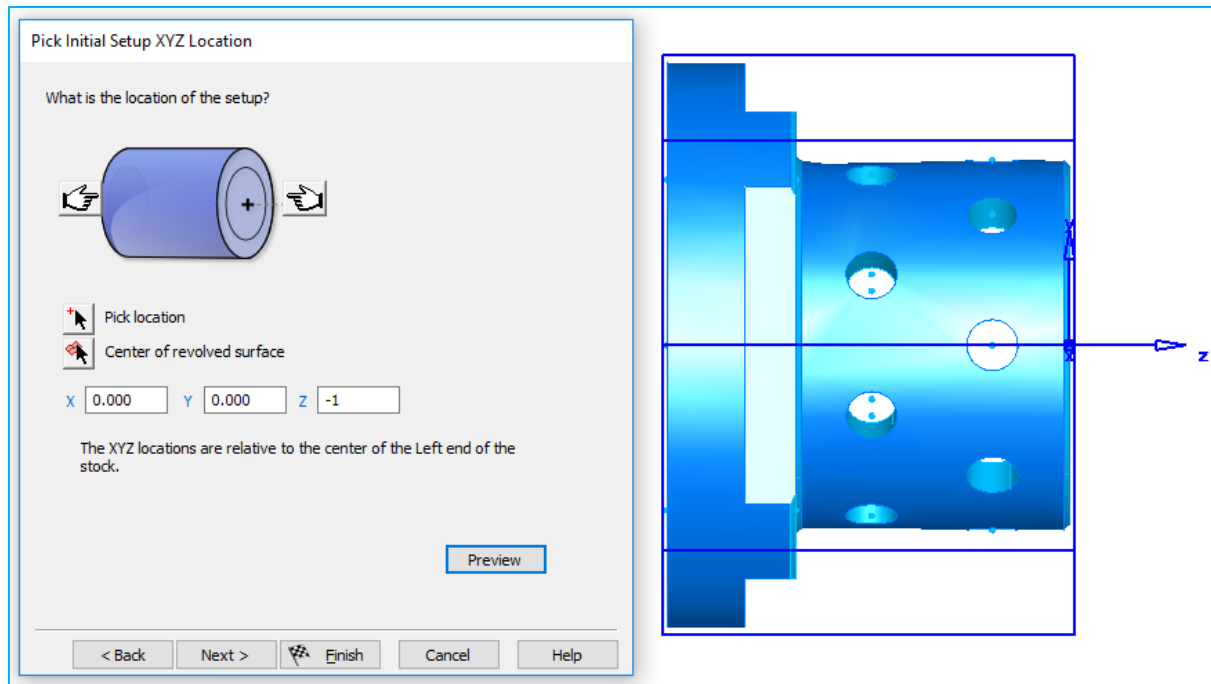 Pick Initial Setup XYZ Location
What is the location of the setup?
Pick location
Center of revolved surface
X 0.000 Y 0.000 Z -1
The XYZ locations are relative to the center of the Left end of the
stock.
Preview
< Back Next > Finish Cancel Help
Y
X
z